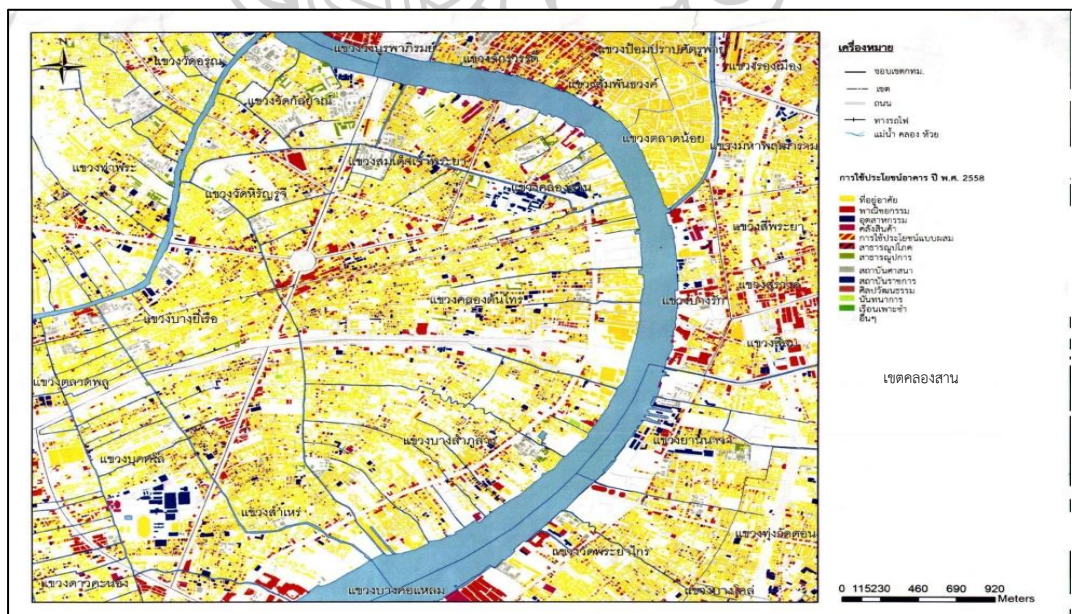 N
แขวงวังบูรพาภิรมย์
แขวงจักรวรรดิ
แขวงป้อมปราบศัตรูพ่าย
แขวงรองเมือง
แขวงวัดอรุณ
แขวงสัมพันธวงศ์
แขวงวัดกัลยาณ์
แขวงตลาดน้อย
แขวงมหาพฤฒาราม
แขวงสมเด็จเจ้าพระยา
แขวงท่าพระ
แขวงวัดหิรัญรูจี
แขวงคลองสาน
แขวงสี่พระยา
แขวงคลองต้นไทร
แขวงบางรัก
แขวงบางยี่เรือ
แขวงสีลม
แขวงตลาดพลู
แขวงบางลำภูล่าง
แขวงยานนาวา
แขวงบุคคโล
แขวงสำเหร่
แขวงทุ่งวัดดอน
แขวงวัดพระยาไกร
แขวงดาวคะนอง
แขวงบางคอแหลม
แขวงบางโคล่
เครื่องหมาย
ขอบเขตกทม.
เขต
ถนน
ทางรถไฟ
แม่น้ำ คลอง ห้วย
การใช้ประโยชน์อาคาร ปี พ.ศ. 2558
ที่อยู่อาศัย
พาณิชยกรรม
อุตสาหกรรม
คลังสินค้า
การใช้ประโยชน์แบบผสม
สาธารณูปโภค
สาธารณูปการ
สถาบันศาสนา
สถาบันราชการ
ศิลปวัฒนธรรม
นันทนาการ
เรือนเพาะชำ
อื่นๆ
เขตคลองสาน
0 115230 460 690 920
Meters